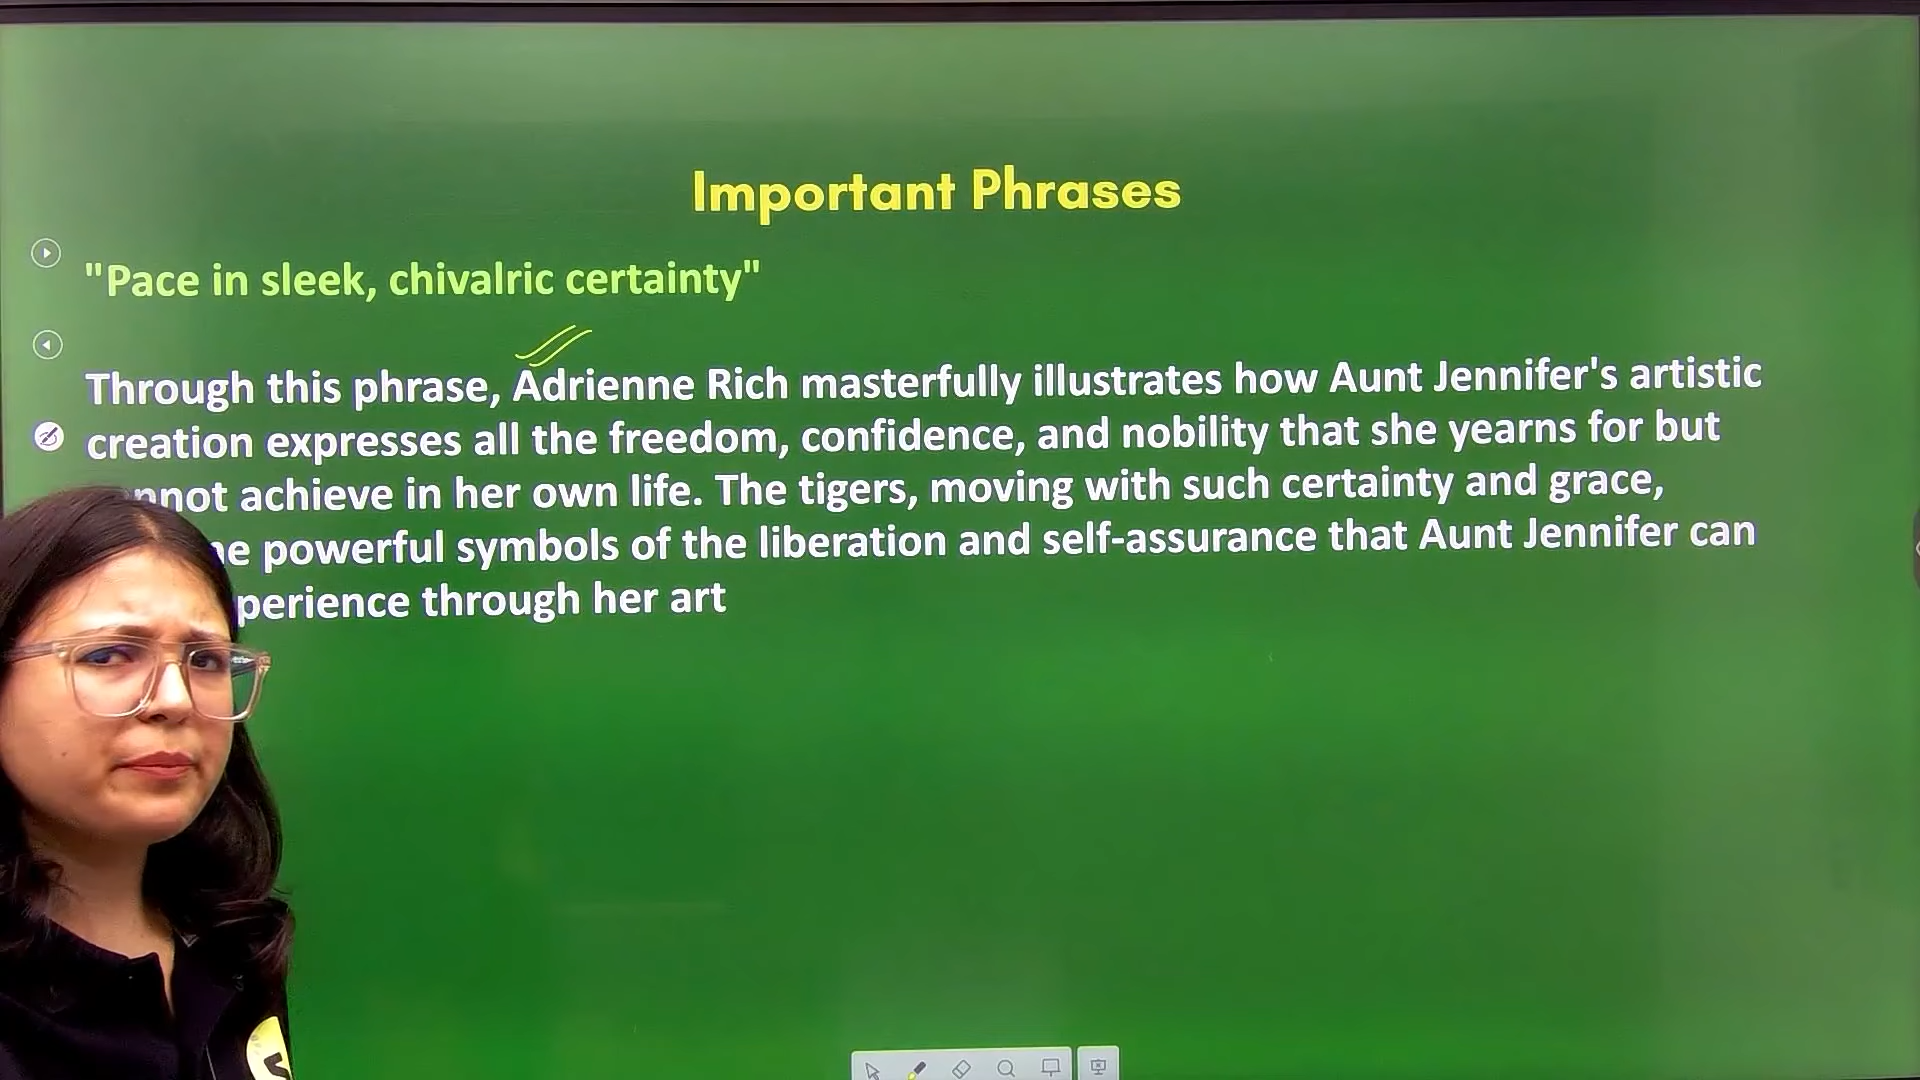 Important Phrases
"Pace in sleek, chivalric certainty"
Through this phrase, Adrienne Rich masterfully illustrates how Aunt Jennifer's artistic
creation expresses all the freedom, confidence, and nobility that she yearns for but
achieve in her own life. The tigers, moving with such certainty and grace,
powerful symbols of the liberation and self-assurance that Aunt Jennifer can
through her art